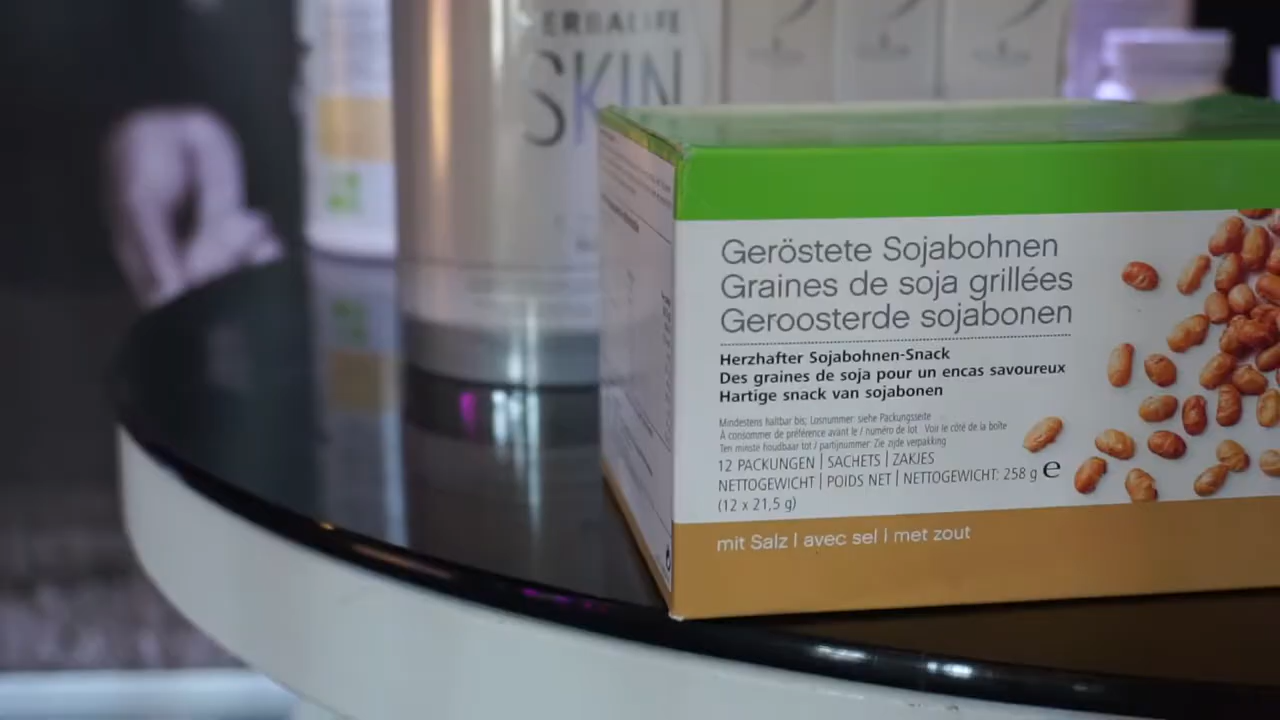 ERBALIFE
SKIN
Geröstete Sojabohnen
Graines de soja grillées
Geroosterde sojabonen
Herzhafter Sojabohnen-Snack
Des graines de soja pour un encas savoureux
Hartige snack van sojabonen
Mindestens haltbar bis; Losnummer: siehe Packungsseite
À consommer de préférence avant le / numéro de lot : Voir le côté de la boîte
Ten minste houdbaar tot / partijnummer: Zie zijde verpakking
12 PACKUNGEN | SACHETS | ZAKJES
NETTOGEWICHT | POIDS NET | NETTOGEWICHT: 258 g e
(12 x 21,5 g)
mit Salz | avec sel | met zout